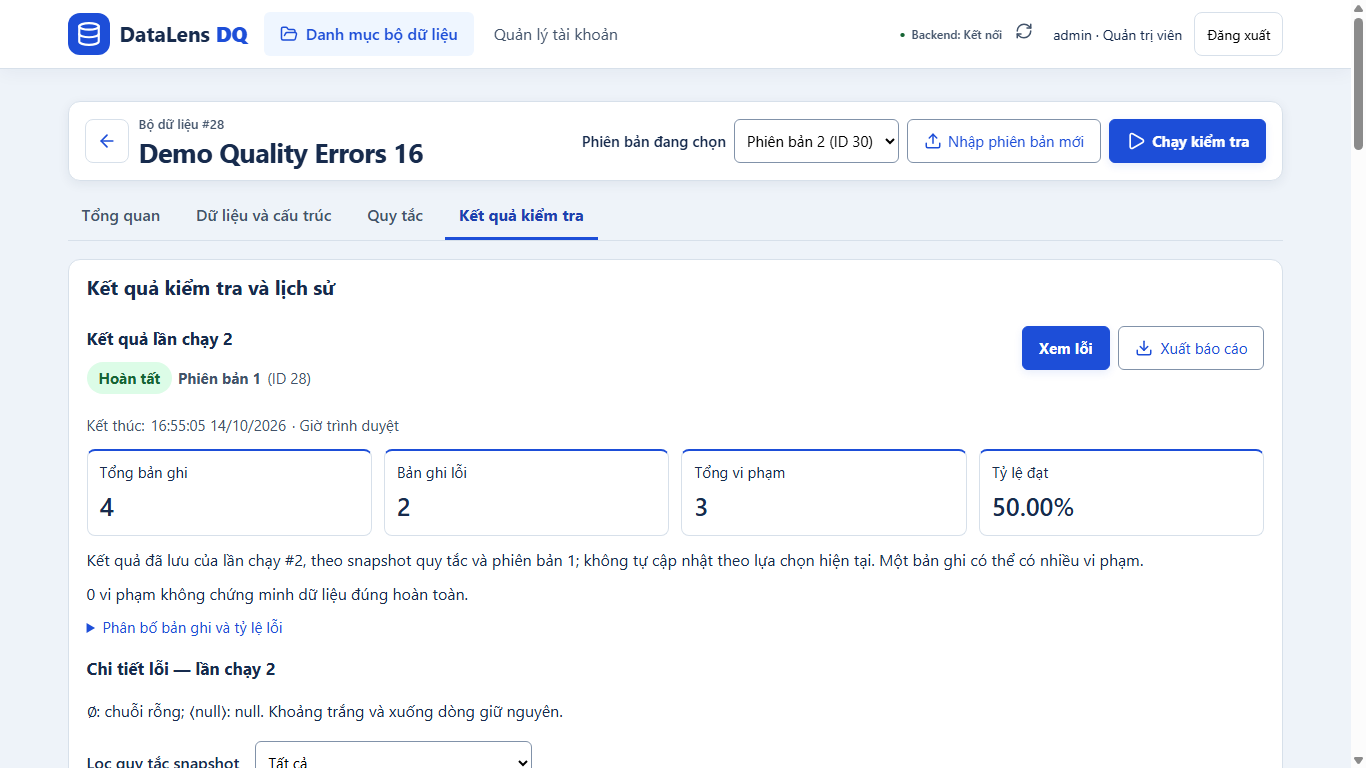 DataLens DQ
Danh mục bộ dữ liệu
Quản lý tài khoản
• Backend: Kết nối
admin · Quản trị viên
Đăng xuất
Bộ dữ liệu #28
Demo Quality Errors 16
Phiên bản đang chọn
Phiên bản 2 (ID 30)
Nhập phiên bản mới
Chạy kiểm tra
Tổng quan
Dữ liệu và cấu trúc
Quy tắc
Kết quả kiểm tra
Kết quả kiểm tra và lịch sử
Kết quả lần chạy 2
Xem lỗi
Xuất báo cáo
Hoàn tất Phiên bản 1 (ID 28)
Kết thúc: 16:55:05 14/10/2026 · Giờ trình duyệt
Tổng bản ghi
4
Bản ghi lỗi
2
Tổng vi phạm
3
Tỷ lệ đạt
50.00%
Kết quả đã lưu của lần chạy #2, theo snapshot quy tắc và phiên bản 1; không tự cập nhật theo lựa chọn hiện tại. Một bản ghi có thể có nhiều vi phạm.
0 vi phạm không chứng minh dữ liệu đúng hoàn toàn.
Phân bố bản ghi và tỷ lệ lỗi
Chi tiết lỗi — lần chạy 2
∅: chuỗi rỗng; ⟨null⟩: null. Khoảng trắng và xuống dòng giữ nguyên.
Lọc quy tắc snapshot
Tất cả